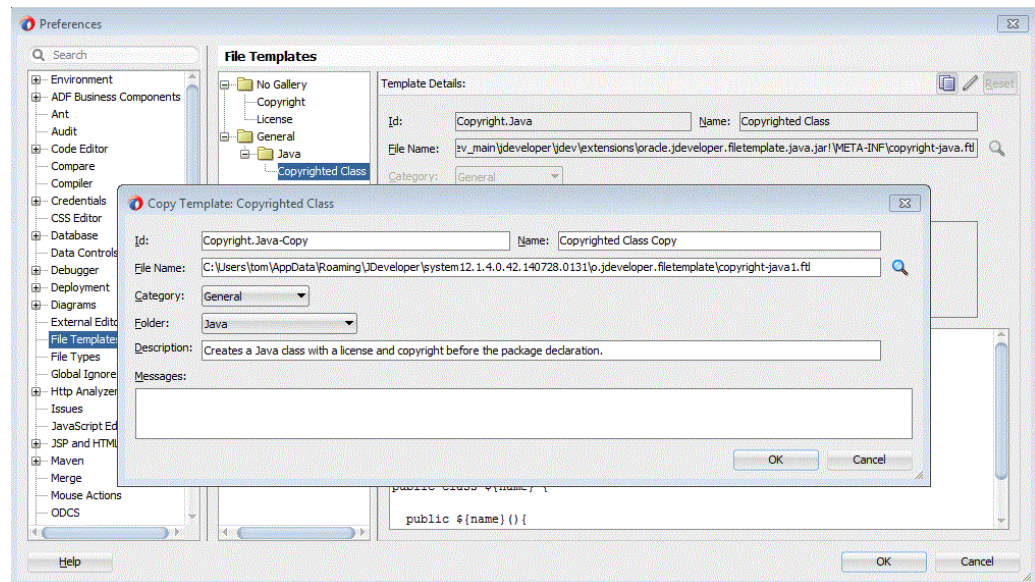 Preferences
Search
File Templates
Environment
ADF Business Components
Ant
Audit
Code Editor
Compare
Compiler
Credentials
CSS Editor
Database
Data Controls
Debugger
Deployment
Diagrams
External Edito
File Templates
File Types
Global Ignore
Http Analyzer
Issues
JavaScript Ed
JSP and HTML
Maven
Merge
Mouse Actions
ODCS
No Gallery
Copyright
License
General
Java
Copyrighted Class
Template Details:
Reset
Id: Copyright.Java Name: Copyrighted Class
File Name: ev_main\jdeveloper\jdev\extensions\oracle.jdeveloper.filetemplate.java.jar!\META-INF\copyright-java.ftl
Category: General
Copy Template: Copyrighted Class
Id: Copyright.Java-Copy Name: Copyrighted Class Copy
File Name: C:\Users\tom\AppData\Roaming\JDeveloper\system12.1.4.0.42.140728.0131\o.jdeveloper.filetemplate\copyright-java1.ftl
Category: General
Folder: Java
Description: Creates a Java class with a license and copyright before the package declaration.
Messages:
OK Cancel
public class ${name} {
public ${name}(){
Help OK Cancel